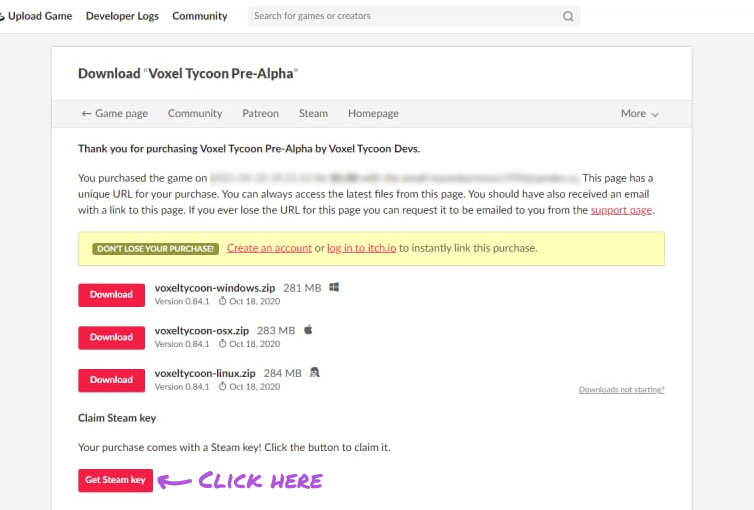 Upload Game Developer Logs Community Search for games or creators
Download “Voxel Tycoon Pre-Alpha”
← Game page Community Patreon Steam Homepage More
Thank you for purchasing Voxel Tycoon Pre-Alpha by Voxel Tycoon Devs.
You purchased the game on This page has a
unique URL for your purchase. You can always access the latest files from this page. You should have also received an email
with a link to this page. If you ever lose the URL for this page you can request it to be emailed to you from the support page.
DON'T LOSE YOUR PURCHASE! Create an account or log in to itch.io to instantly link this purchase.
Download voxeltycoon-windows.zip 281 MB
Version 0.84.1 Oct 18, 2020
Download voxeltycoon-osx.zip 283 MB
Version 0.84.1 Oct 18, 2020
Download voxeltycoon-linux.zip 284 MB
Version 0.84.1 Oct 18, 2020
Downloads not starting?
Claim Steam key
Your purchase comes with a Steam key! Click the button to claim it.
Get Steam key CLICK HERE